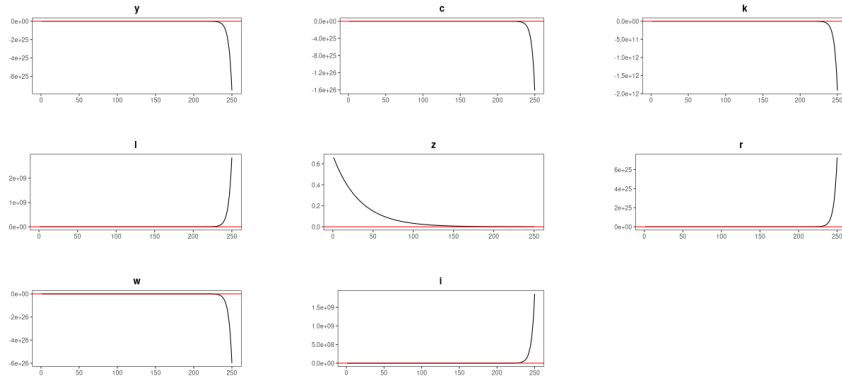 y
c
k
0e+00
-2e+25
-4e+25
-6e+25
0 50 100 150 200 250
0.0e+00
-4.0e+25
-8.0e+25
-1.2e+26
-1.6e+26
0 50 100 150 200 250
0.0e+00
-5.0e+11
-1.0e+12
-1.5e+12
-2.0e+12
0 50 100 150 200 250
l
z
r
2e+09
1e+09
0e+00
0 50 100 150 200 250
0.6
0.4
0.2
0.0
0 50 100 150 200 250
6e+25
4e+25
2e+25
0e+00
0 50 100 150 200 250
w
i
0e+00
-2e+26
-4e+26
-6e+26
0 50 100 150 200 250
1.5e+09
1.0e+09
5.0e+08
0.0e+00
0 50 100 150 200 250